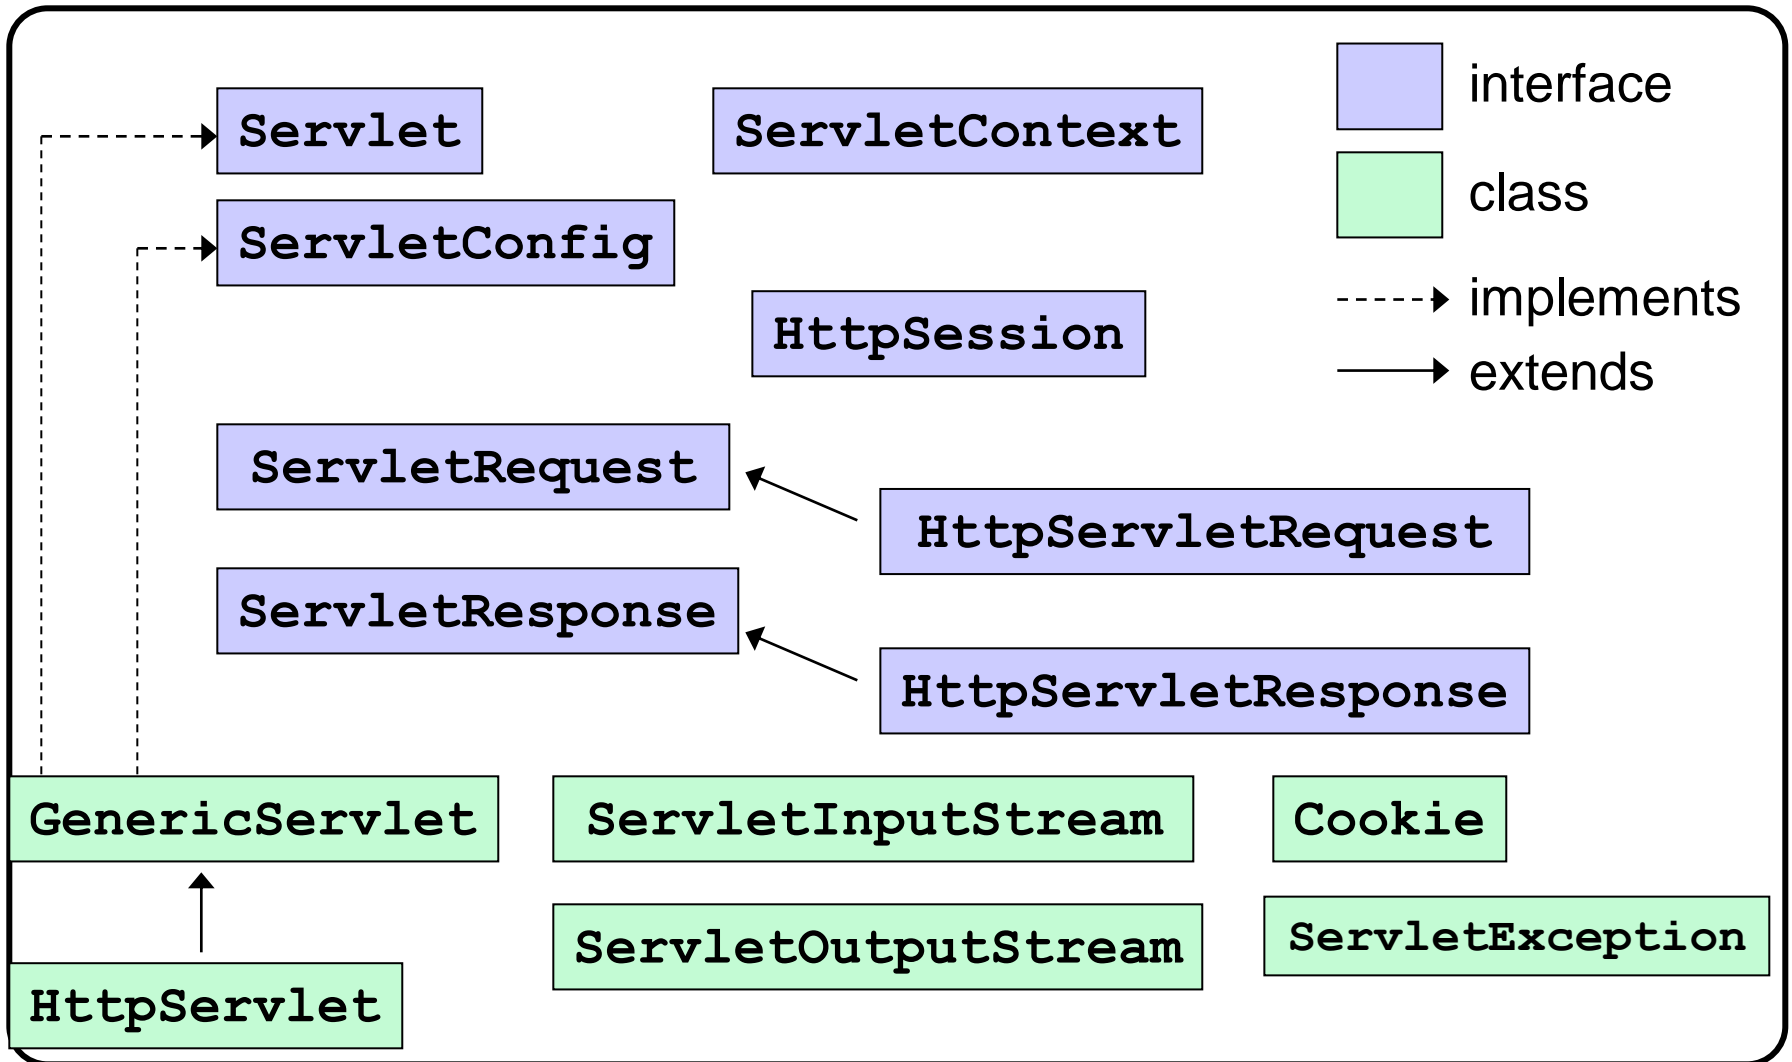 Servlet
ServletContext
interface
class
ServletConfig
implements
HttpSession
extends
ServletRequest
HttpServletRequest
ServletResponse
HttpServletResponse
GenericServlet
ServletInputStream
Cookie
ServletOutputStream
ServletException
HttpServlet